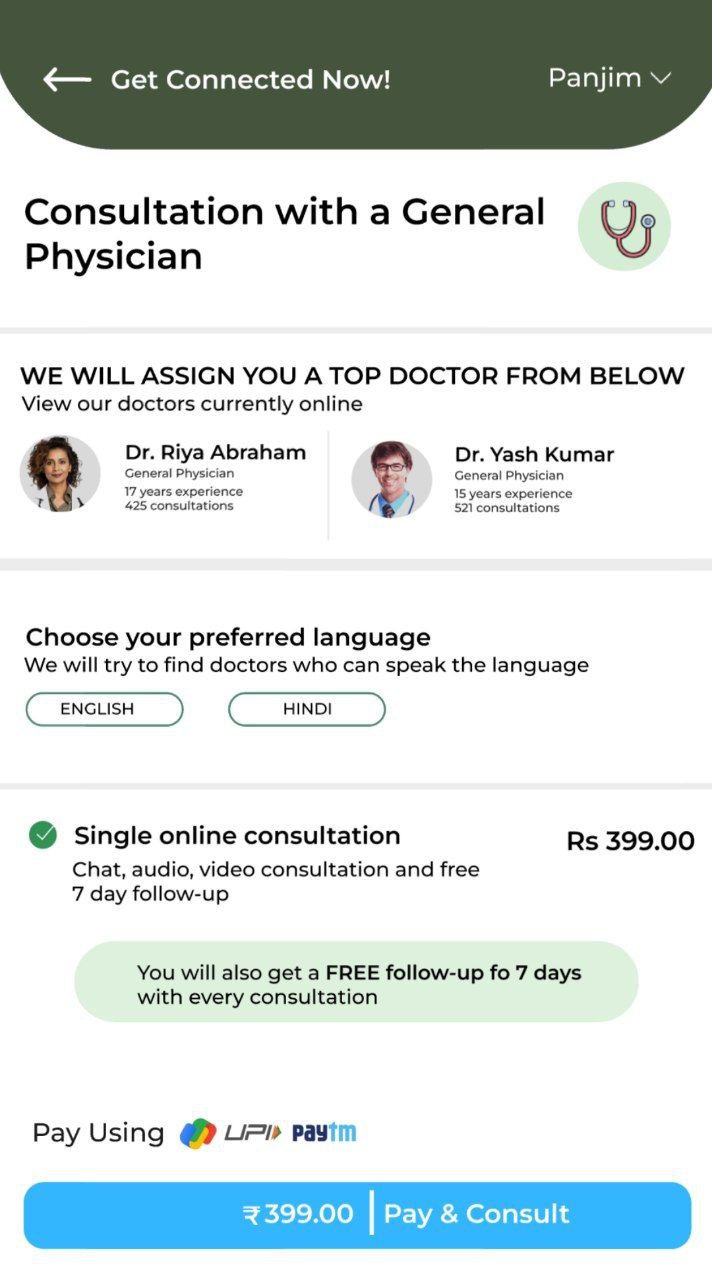 Get Connected Now!
Panjim
Consultation with a General
Physician
WE WILL ASSIGN YOU A TOP DOCTOR FROM BELOW
View our doctors currently online
Dr. Riya Abraham
General Physician
17 years experience
425 consultations
Dr. Yash Kumar
General Physician
15 years experience
521 consultations
Choose your preferred language
We will try to find doctors who can speak the language
ENGLISH
HINDI
Single online consultation
Rs 399.00
Chat, audio, video consultation and free
7 day follow-up
You will also get a FREE follow-up fo 7 days
with every consultation
Pay Using UPI paytm
₹399.00 | Pay & Consult